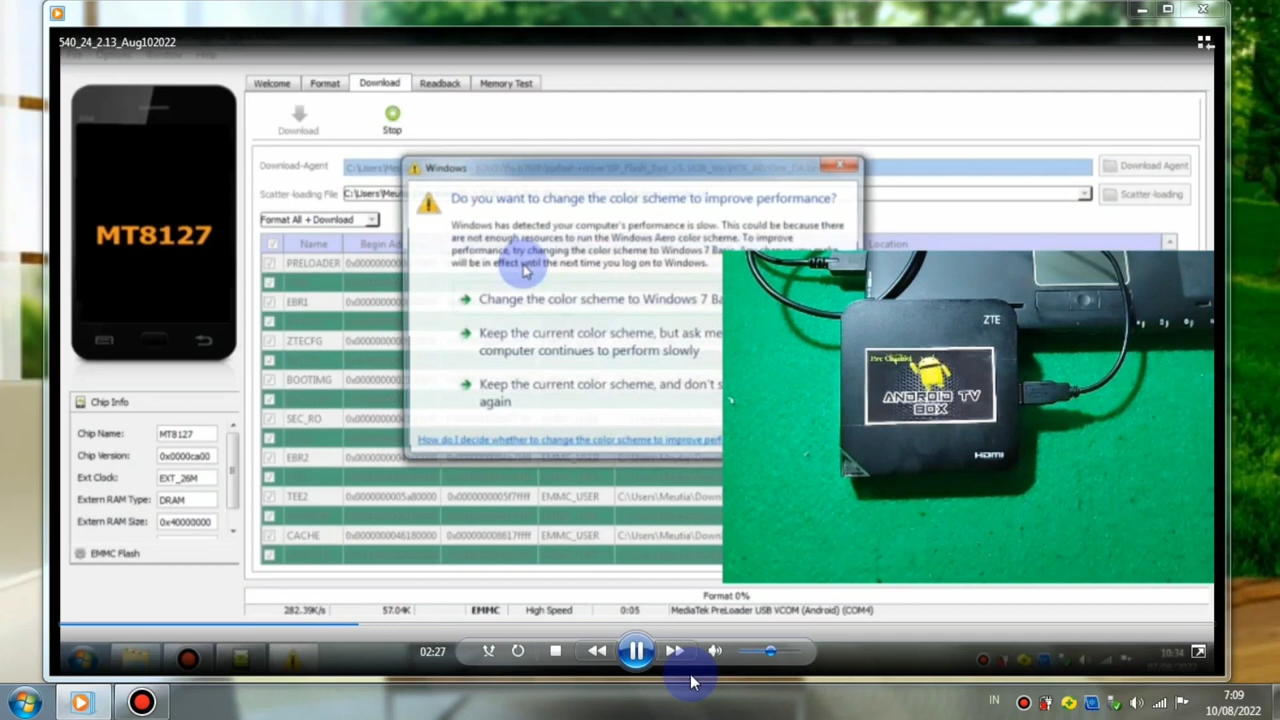 540_24_2.13_Aug102022
Welcome
Format
Download
Readback
Memory Test
Download
Stop
Download-Agent
Download Agent
Scatter-loading File
Scatter-loading
Format All + Download
Name
Begin
Location
Windows
Do you want to change the color scheme to improve performance?
Windows has detected your computer's performance is slow. This could be because there
are not enough resources to run the Windows Aero color scheme. To improve
performance, try changing the color scheme to Windows 7
will be in effect until the next time you log on to Windows.
Change the color scheme to Windows 7 Ba
Keep the current color scheme, but ask me
computer continues to perform slowly
Keep the current color scheme, and don't s
again
How do I decide whether to change the color scheme to improve perf
MT8127
PRELOADER
EBR1
ZTECFG
BOOTIMG
SEC_RO
EBR2
TEE2 0x0000000005a80000 0x0000000005f7ffff EMMC_USER C:\Users\Meutia\Down
CACHE 0x0000000046180000 0x000000008617ffff EMMC_USER C:\Users\Meutia\Down
Chip Info
Chip Name: MT8127
Chip Version: 0x0000ca00
Ext Clock: EXT_26M
Extern RAM Type: DRAM
Extern RAM Size: 0x40000000
EMMC Flash
ZTE
ANDROID TV
BOX
HDMI
Format 0%
282.39K/s 57.04K EMMC High Speed 0:05 MediaTek PreLoader USB VCOM (Android) (COM4)
02:27
10:34
IN
7:09
10/08/2022